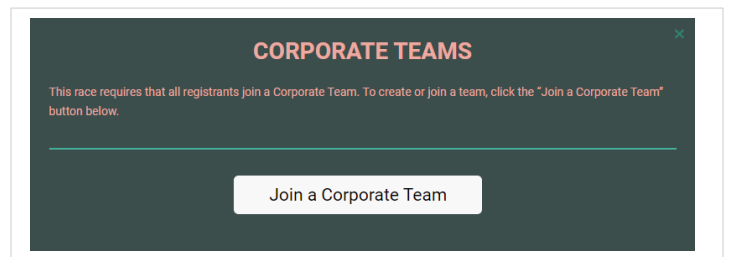 CORPORATE TEAMS
This race requires that all registrants join a Corporate Team. To create or join a team, click the “Join a Corporate Team”
button below.
Join a Corporate Team